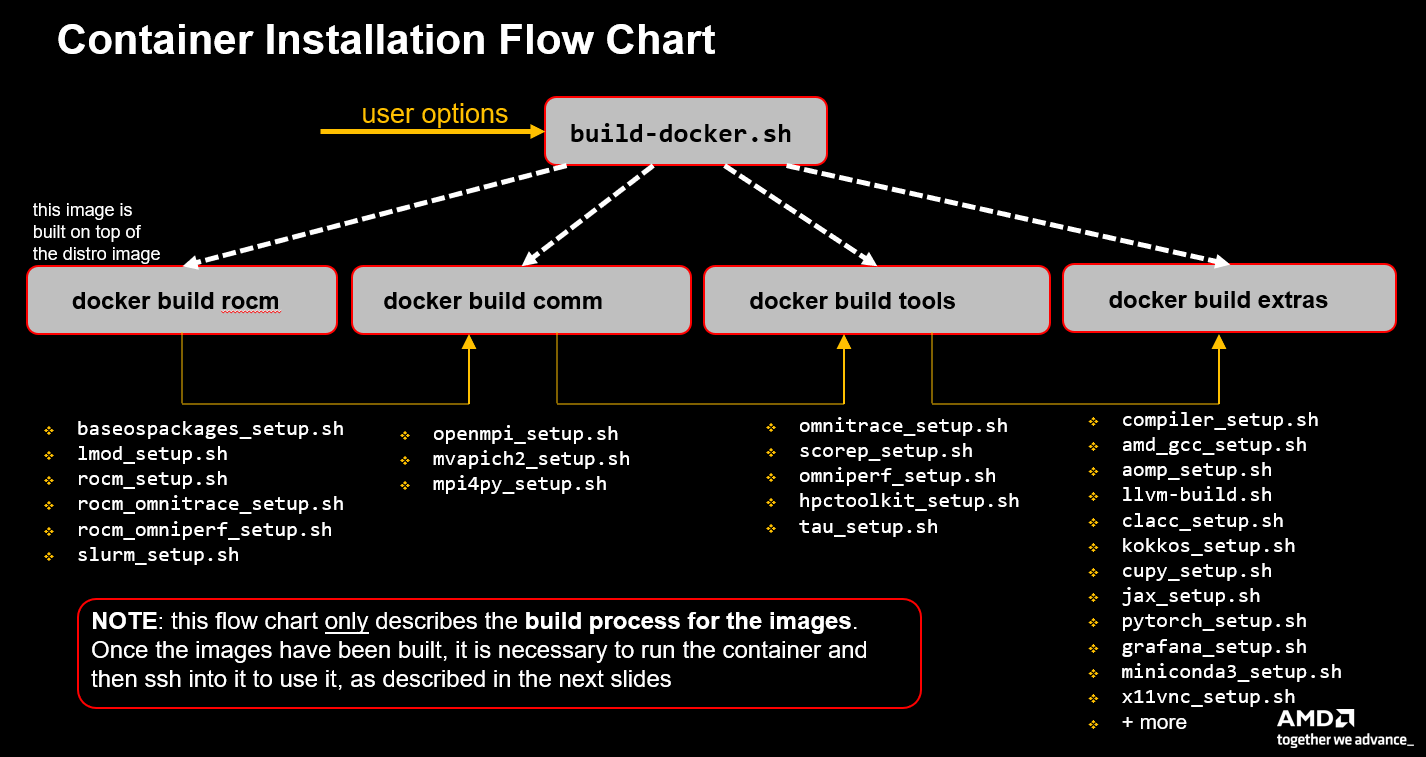 Container Installation Flow Chart
user options
build-docker.sh
this image is
built on top of
the distro image
docker build rocm
docker build comm
docker build tools
docker build extras
baseospackages_setup.sh
lmod_setup.sh
rocm_setup.sh
rocm_omnitrace_setup.sh
rocm_omniperf_setup.sh
slurm_setup.sh
openmpi_setup.sh
mvapich2_setup.sh
mpi4py_setup.sh
omnitrace_setup.sh
scorep_setup.sh
omniperf_setup.sh
hpctoolkit_setup.sh
tau_setup.sh
compiler_setup.sh
amd_gcc_setup.sh
aomp_setup.sh
llvm-build.sh
clacc_setup.sh
kokkos_setup.sh
cupy_setup.sh
jax_setup.sh
pytorch_setup.sh
grafana_setup.sh
miniconda3_setup.sh
x11vnc_setup.sh
+ more
NOTE: this flow chart only describes the build process for the images.
Once the images have been built, it is necessary to run the container and
then ssh into it to use it, as described in the next slides
AMD
together we advance_